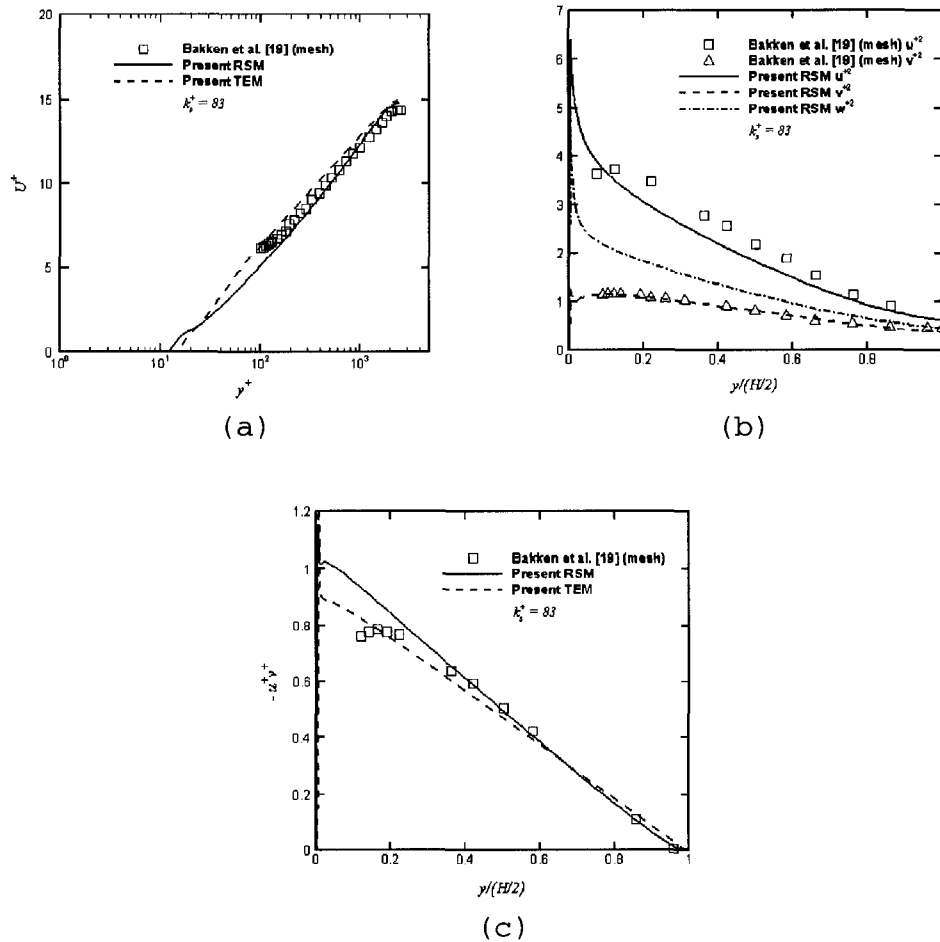 Bakken et al. [19] (mesh)
Present RSM
Present TEM
k_s^+ = 83
20
15
10
5
0
10^0
10^1
10^2
10^3
U^+
y^+
(a)
Bakken et al. [19] (mesh) u^{+2}
Bakken et al. [19] (mesh) v^{+2}
Present RSM u^{+2}
Present RSM v^{+2}
Present RSM w^{+2}
k_s^+ = 83
7
6
5
4
3
2
1
0
0 0.2 0.4 0.6 0.8
y/(H/2)
(b)
Bakken et al. [19] (mesh)
Present RSM
Present TEM
k_s^+ = 83
1.2
1
0.8
0.6
0.4
0.2
0
-u^+v^+
0 0.2 0.4 0.6 0.8 1
y/(H/2)
(c)